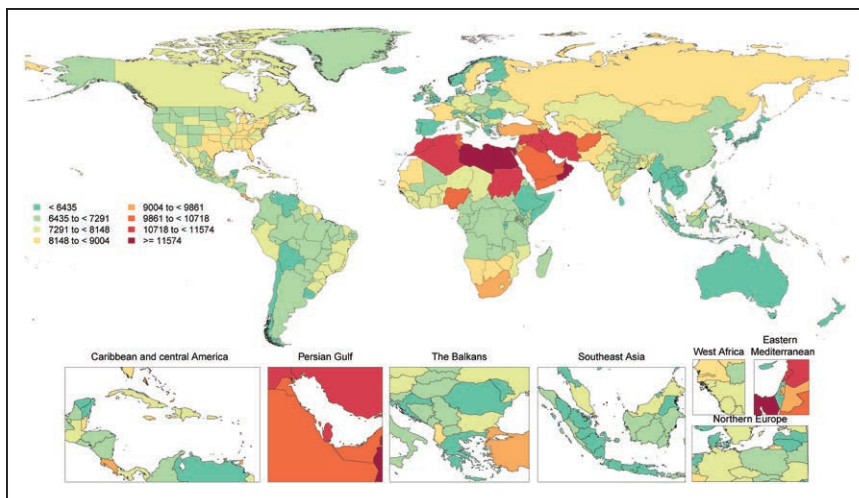 < 6435
6435 to < 7291
7291 to < 8148
8148 to < 9004
9004 to < 9861
9861 to < 10718
10718 to < 11574
>= 11574
Caribbean and central America
Persian Gulf
The Balkans
Southeast Asia
West Africa
Eastern
Mediterranean
Northern Europe